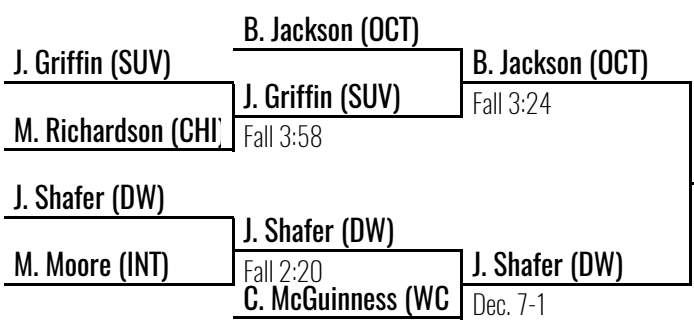 B. Jackson (OCT)
J. Griffin (SUV)
B. Jackson (OCT)
J. Griffin (SUV)
Fall 3:24
M. Richardson (CHI)
Fall 3:58
J. Shafer (DW)
J. Shafer (DW)
M. Moore (INT)
Fall 2:20
J. Shafer (DW)
C. McGuinness (WC
Dec. 7-1